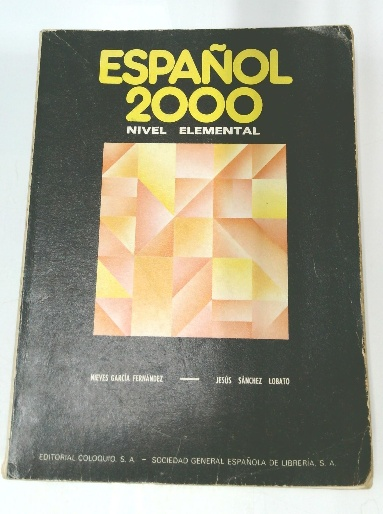 ESPAÑOL
2000
NIVEL ELEMENTAL
NIEVES GARCÍA FERNÁNDEZ — JESÚS SÁNCHEZ LOBATO
EDITORIAL COLOQUIO, S. A. – SOCIEDAD GENERAL ESPAÑOLA DE LIBRERÍA, S. A.